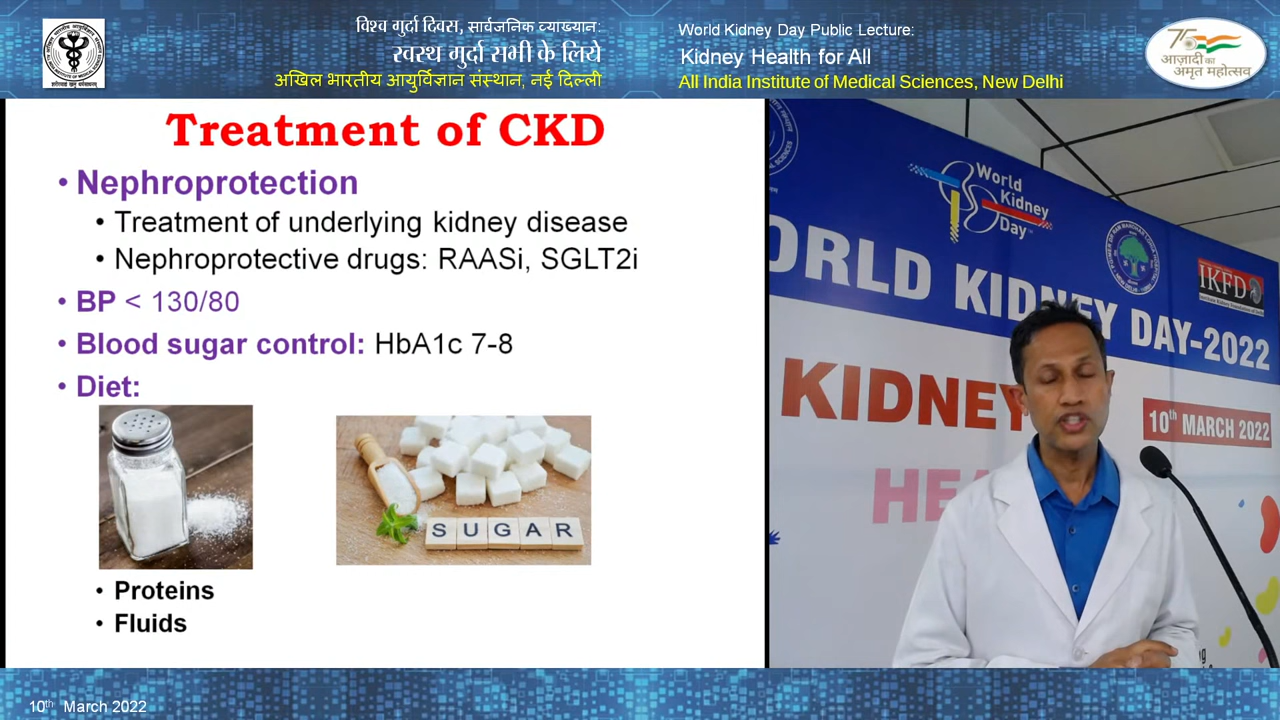 विश्व गुर्दा दिवस, सार्वजनिक व्याख्यान:
स्वस्थ गुर्दा सभी के लिये
अखिल भारतीय आयुर्विज्ञान संस्थान, नई दिल्ली
World Kidney Day Public Lecture:
Kidney Health for All
All India Institute of Medical Sciences, New Delhi
75
आज़ादी का
अमृत महोत्सव
Treatment of CKD
• Nephroprotection
• Treatment of underlying kidney disease
• Nephroprotective drugs: RAASi, SGLT2i
• BP < 130/80
• Blood sugar control: HbA1c 7-8
• Diet:
SUGAR
• Proteins
• Fluids
World
Kidney
Day
IKFD
ORLD KIDNEY DAY-2022
KIDNEY
10th MARCH 2022
HEA
10th March 2022